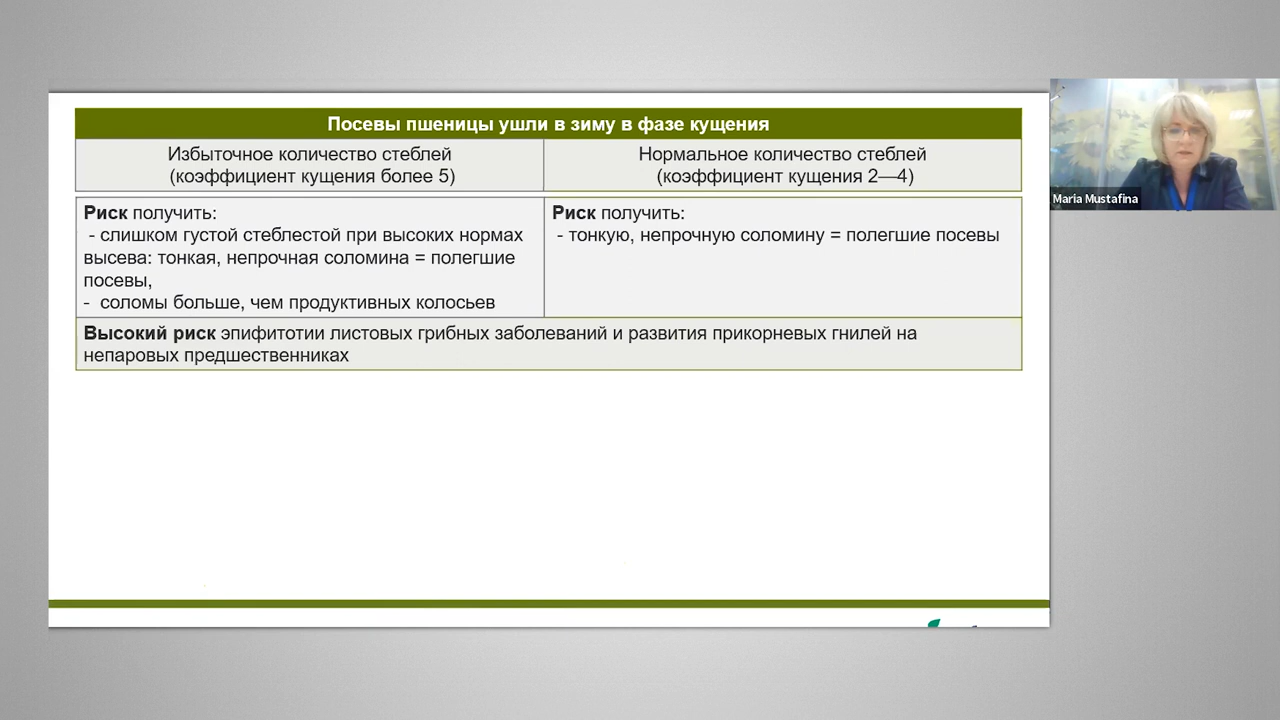 Посевы пшеницы ушли в зиму в фазе кущения
Избыточное количество стеблей
(коэффициент кущения более 5)
Нормальное количество стеблей
(коэффициент кущения 2—4)
Риск получить:
- слишком густой стеблестой при высоких нормах
высева: тонкая, непрочная соломина = полегшие
посевы,
- соломы больше, чем продуктивных колосьев
Риск получить:
- тонкую, непрочную соломину = полегшие посевы
Высокий риск эпифитотии листовых грибных заболеваний и развития прикорневых гнилей на
непаровых предшественниках
Maria Mustafina